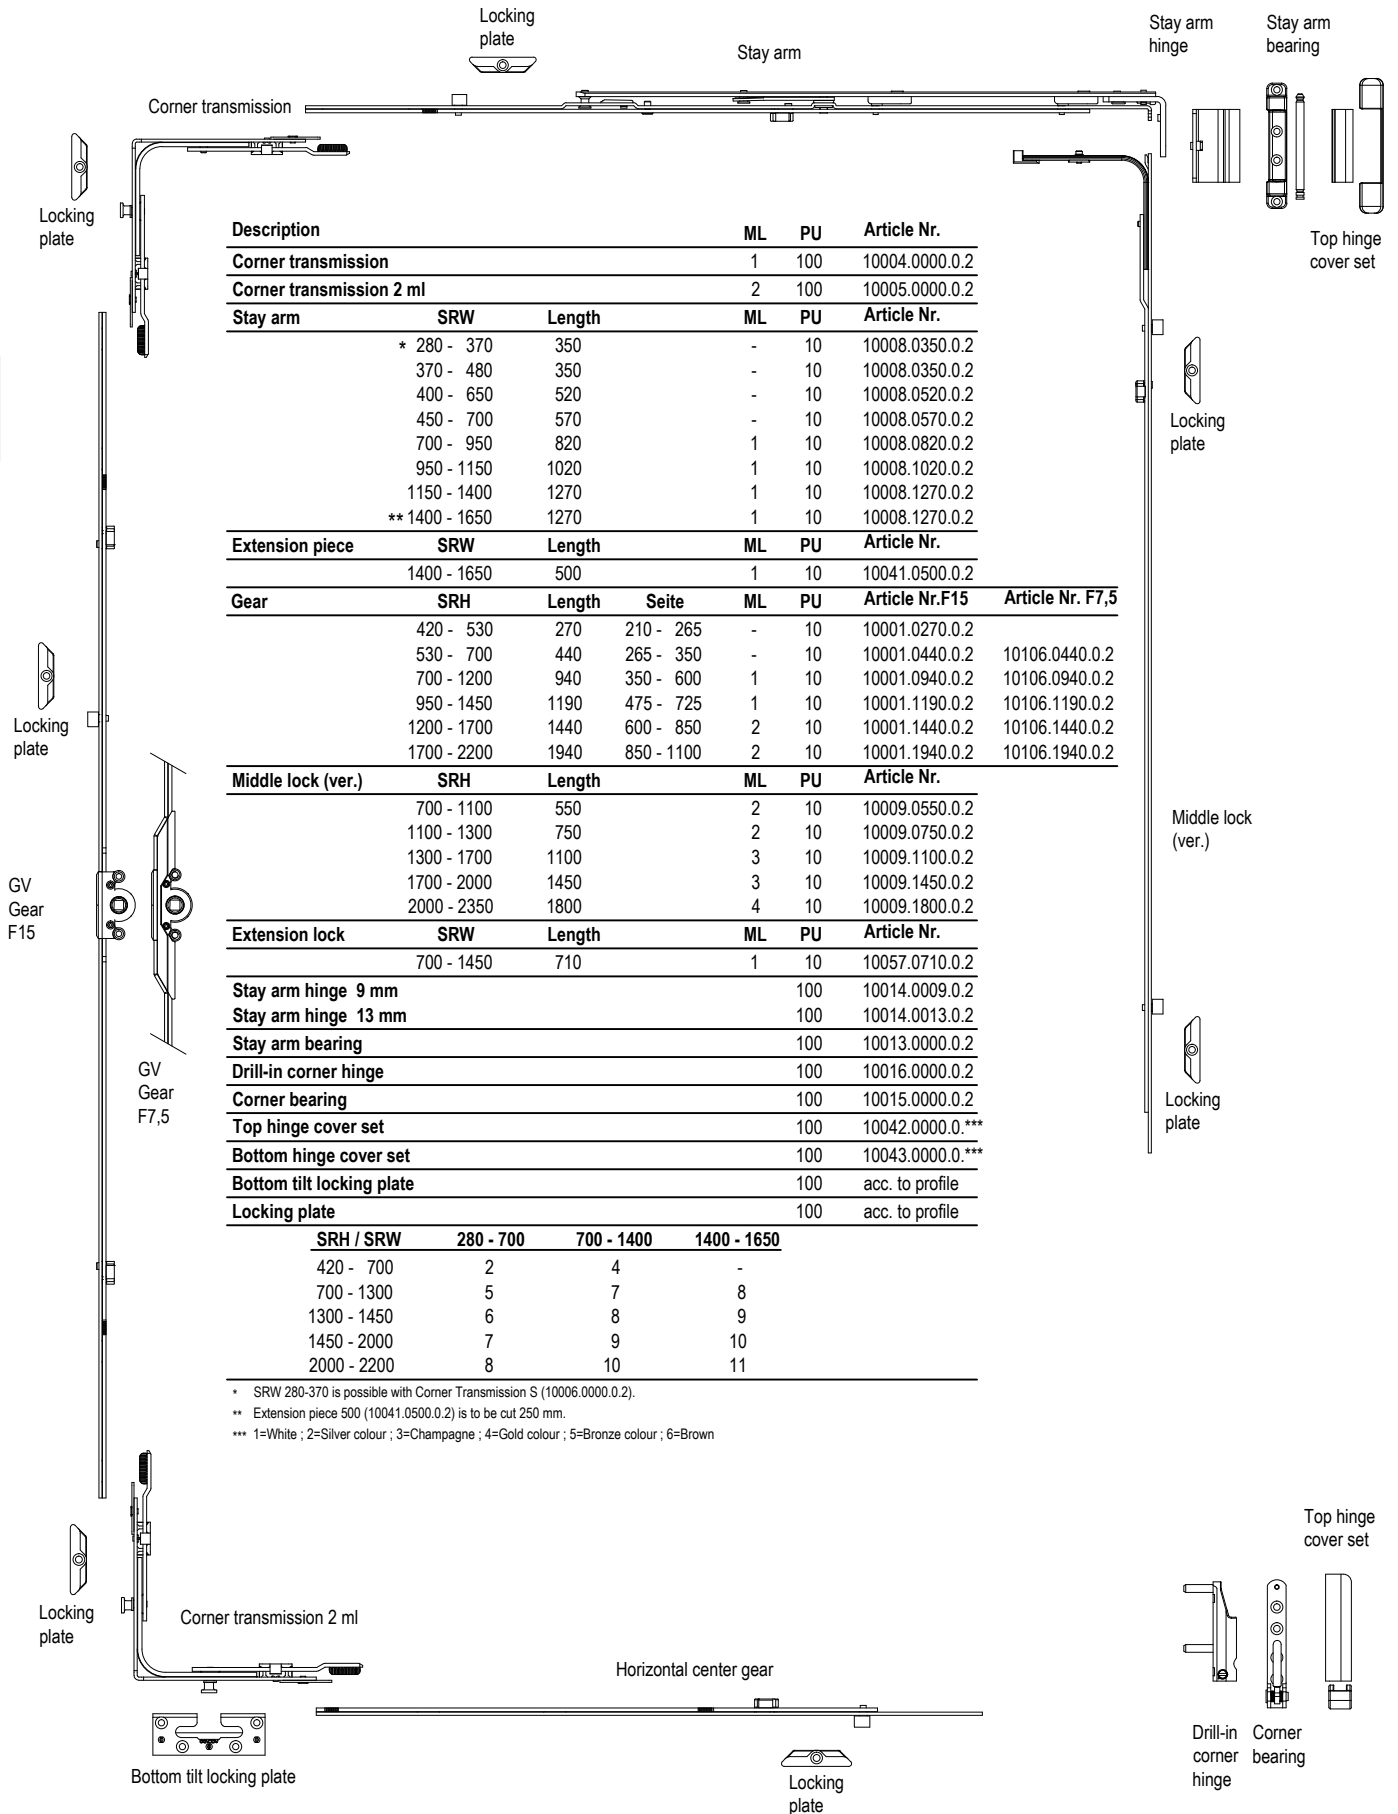 Locking
plate
Stay arm
Stay arm
hinge
Stay arm
bearing
Corner transmission
Locking
plate
Top hinge
cover set
Description ML PU Article Nr.
Corner transmission 1 100 10004.0000.0.2
Corner transmission 2 ml 2 100 10005.0000.0.2
Stay arm SRW Length ML PU Article Nr.
* 280 - 370 350 - 10 10008.0350.0.2
370 - 480 350 - 10 10008.0350.0.2
400 - 650 520 - 10 10008.0520.0.2
450 - 700 570 - 10 10008.0570.0.2
700 - 950 820 1 10 10008.0820.0.2
950 - 1150 1020 1 10 10008.1020.0.2
1150 - 1400 1270 1 10 10008.1270.0.2
** 1400 - 1650 1270 1 10 10008.1270.0.2
Extension piece SRW Length ML PU Article Nr.
1400 - 1650 500 1 10 10041.0500.0.2
Gear SRH Length Seite ML PU Article Nr.F15 Article Nr. F7,5
420 - 530 270 210 - 265 - 10 10001.0270.0.2
530 - 700 440 265 - 350 - 10 10001.0440.0.2 10106.0440.0.2
700 - 1200 940 350 - 600 1 10 10001.0940.0.2 10106.0940.0.2
950 - 1450 1190 475 - 725 1 10 10001.1190.0.2 10106.1190.0.2
1200 - 1700 1440 600 - 850 2 10 10001.1440.0.2 10106.1440.0.2
1700 - 2200 1940 850 - 1100 2 10 10001.1940.0.2 10106.1940.0.2
Middle lock (ver.) SRH Length ML PU Article Nr.
700 - 1100 550 2 10 10009.0550.0.2
1100 - 1300 750 2 10 10009.0750.0.2
1300 - 1700 1100 3 10 10009.1100.0.2
1700 - 2000 1450 3 10 10009.1450.0.2
2000 - 2350 1800 4 10 10009.1800.0.2
Extension lock SRW Length ML PU Article Nr.
700 - 1450 710 1 10 10057.0710.0.2
Stay arm hinge 9 mm 100 10014.0009.0.2
Stay arm hinge 13 mm 100 10014.0013.0.2
Stay arm bearing 100 10013.0000.0.2
Drill-in corner hinge 100 10016.0000.0.2
Corner bearing 100 10015.0000.0.2
Top hinge cover set 100 10042.0000.0.***
Bottom hinge cover set 100 10043.0000.0.***
Bottom tilt locking plate 100 acc. to profile
Locking plate 100 acc. to profile
SRH / SRW 280 - 700 700 - 1400 1400 - 1650
420 - 700 2 4 -
700 - 1300 5 7 8
1300 - 1450 6 8 9
1450 - 2000 7 9 10
2000 - 2200 8 10 11
* SRW 280-370 is possible with Corner Transmission S (10006.0000.0.2).
** Extension piece 500 (10041.0500.0.2) is to be cut 250 mm.
*** 1=White ; 2=Silver colour ; 3=Champagne ; 4=Gold colour ; 5=Bronze colour ; 6=Brown
Locking
plate
Locking
plate
Middle lock
(ver.)
GV
Gear
F15
GV
Gear
F7,5
Locking
plate
Top hinge
cover set
Locking
plate
Corner transmission 2 ml
Horizontal center gear
Bottom tilt locking plate
Locking
plate
Drill-in
corner
hinge
Corner
bearing